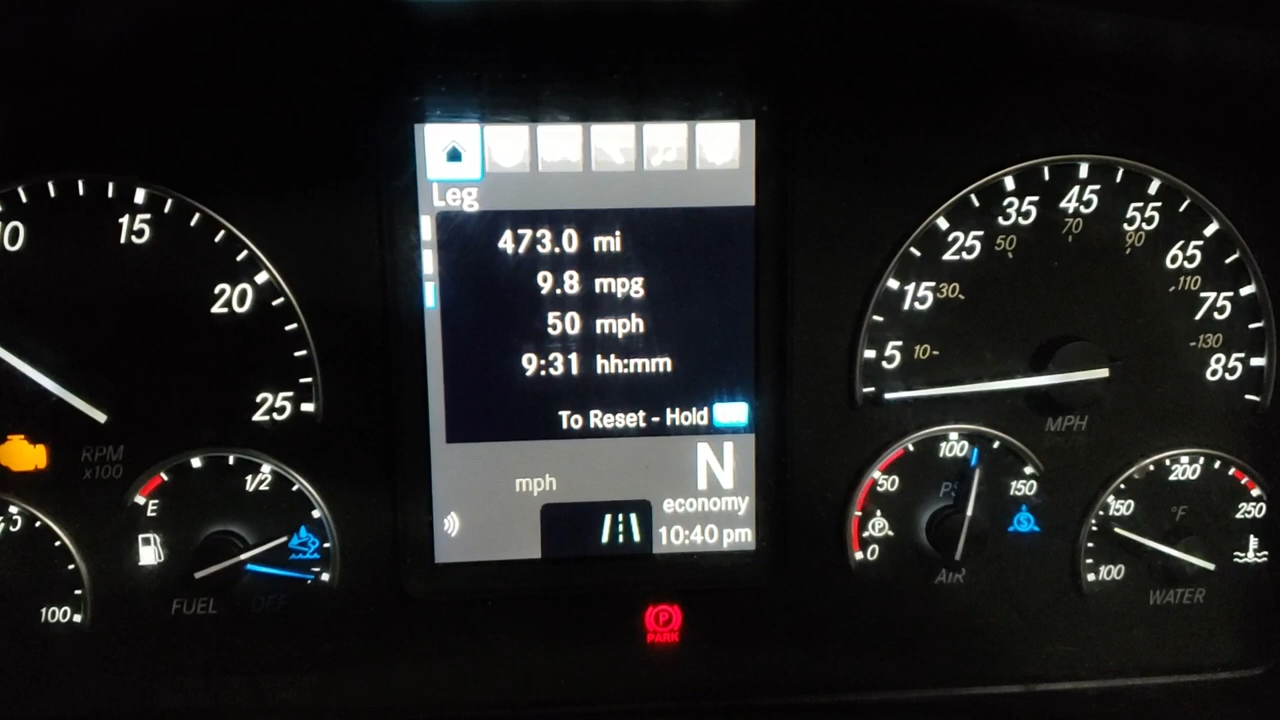 10
15
20
25
RPM
x100
E
1/2
FUEL
DEF
100
Leg
473.0 mi
9.8 mpg
50 mph
9:31 hh:mm
To Reset - Hold
mph
N
economy
10:40 pm
P
PARK
5
15
25
35
45
55
65
75
85
10
30
50
70
90
110
130
MPH
0
50
100
150
P
S
AIR
100
150
200
250
°F
WATER